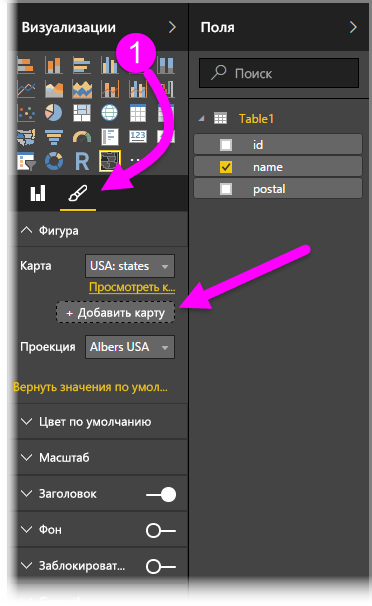 Визуализации
Поля
1
Поиск
Table1
id
name
postal
R
123
Фигура
Карта
USA: states
Просмотреть к...
+ Добавить карту
Проекция
Albers USA
Вернуть значения по умол...
Цвет по умолчанию
Масштаб
Заголовок
Фон
Заблокироват...